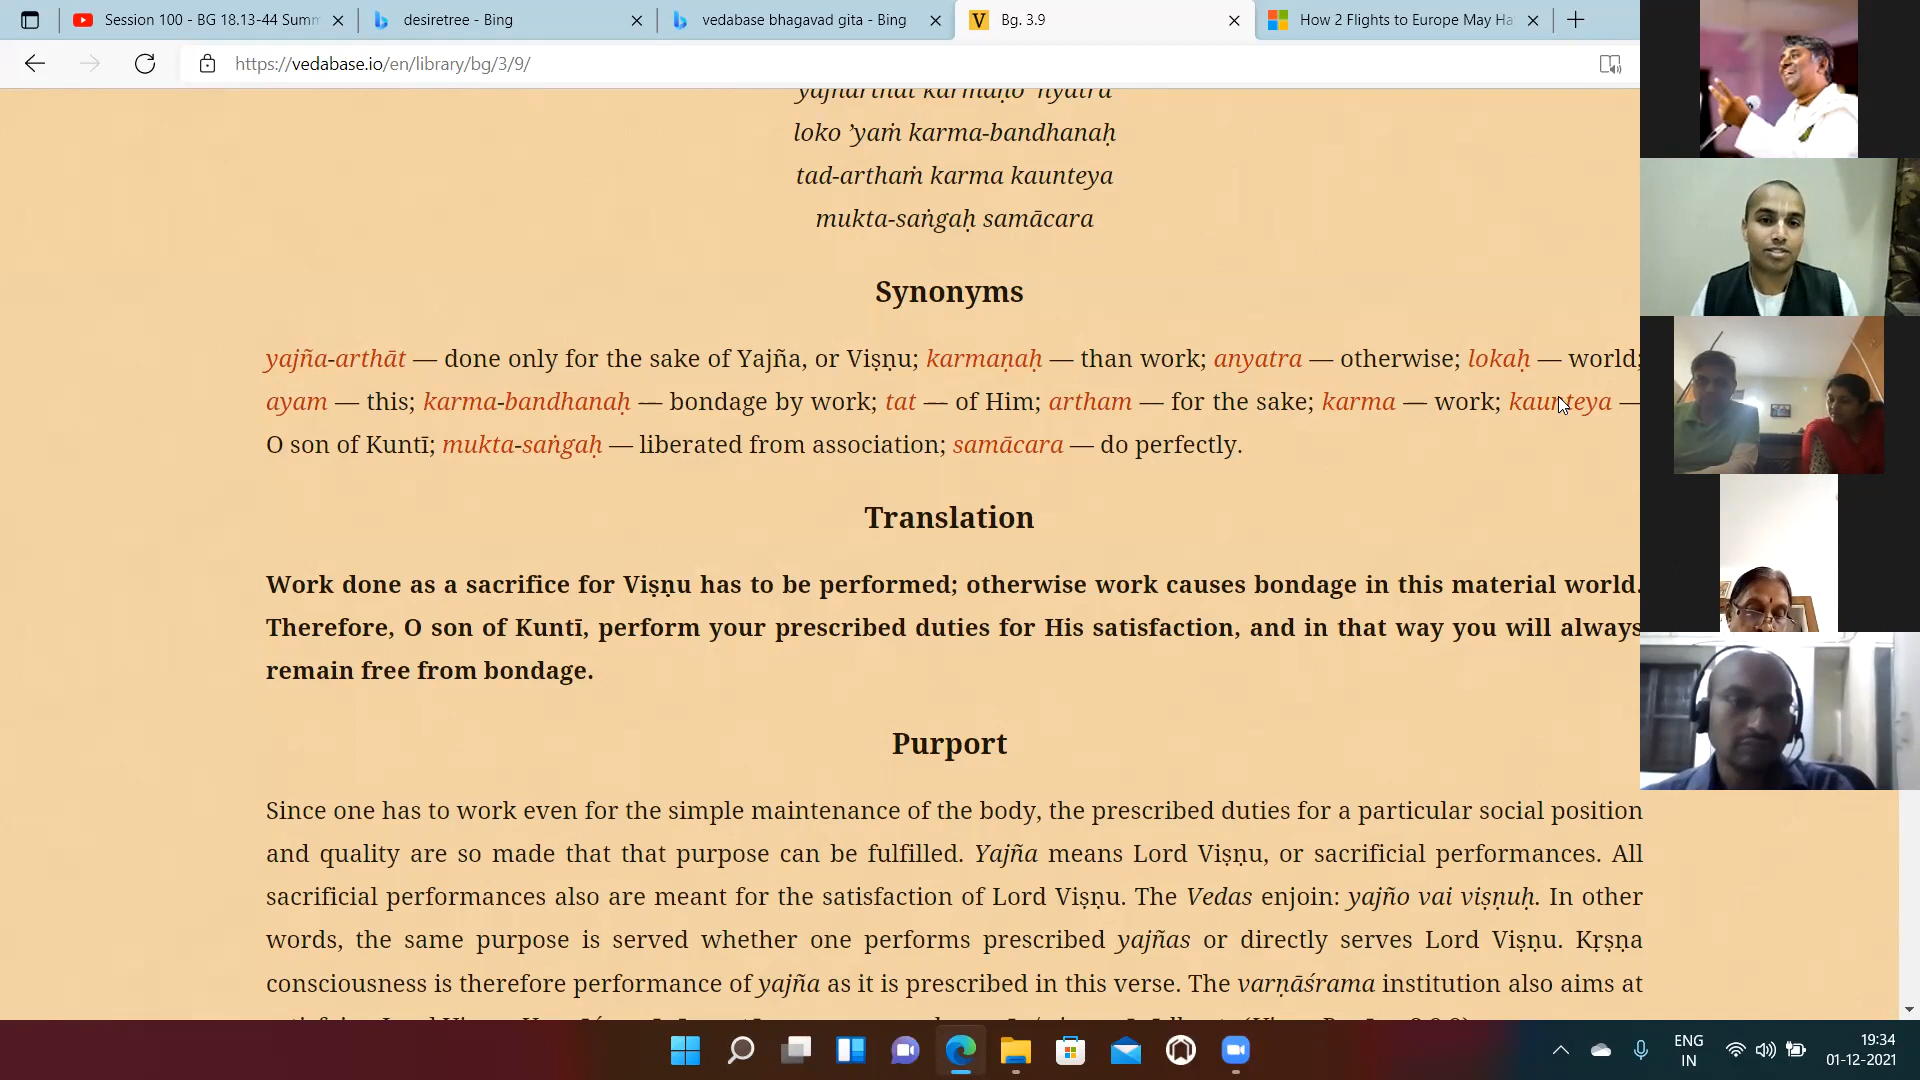 Session 100 - BG 18.13-44 Summ
desiretree - Bing
vedabase bhagavad gita - Bing
Bg. 3.9
How 2 Flights to Europe May Ha
https://vedabase.io/en/library/bg/3/9/
yajñārthāt karmaṇo ’nyatra
loko ’yaṁ karma-bandhanaḥ
tad-arthaṁ karma kaunteya
mukta-saṅgaḥ samācara
Synonyms
yajña-arthāt — done only for the sake of Yajña, or Viṣṇu; karmaṇaḥ — than work; anyatra — otherwise; lokaḥ — world;
ayam — this; karma-bandhanaḥ — bondage by work; tat — of Him; artham — for the sake; karma — work; kaunteya —
O son of Kuntī; mukta-saṅgaḥ — liberated from association; samācara — do perfectly.
Translation
Work done as a sacrifice for Viṣṇu has to be performed; otherwise work causes bondage in this material world.
Therefore, O son of Kuntī, perform your prescribed duties for His satisfaction, and in that way you will always
remain free from bondage.
Purport
Since one has to work even for the simple maintenance of the body, the prescribed duties for a particular social position
and quality are so made that that purpose can be fulfilled. Yajña means Lord Viṣṇu, or sacrificial performances. All
sacrificial performances also are meant for the satisfaction of Lord Viṣṇu. The Vedas enjoin: yajño vai viṣṇuḥ. In other
words, the same purpose is served whether one performs prescribed yajñas or directly serves Lord Viṣṇu. Kṛṣṇa
consciousness is therefore performance of yajña as it is prescribed in this verse. The varṇāśrama institution also aims at
ENG
IN
19:34
01-12-2021